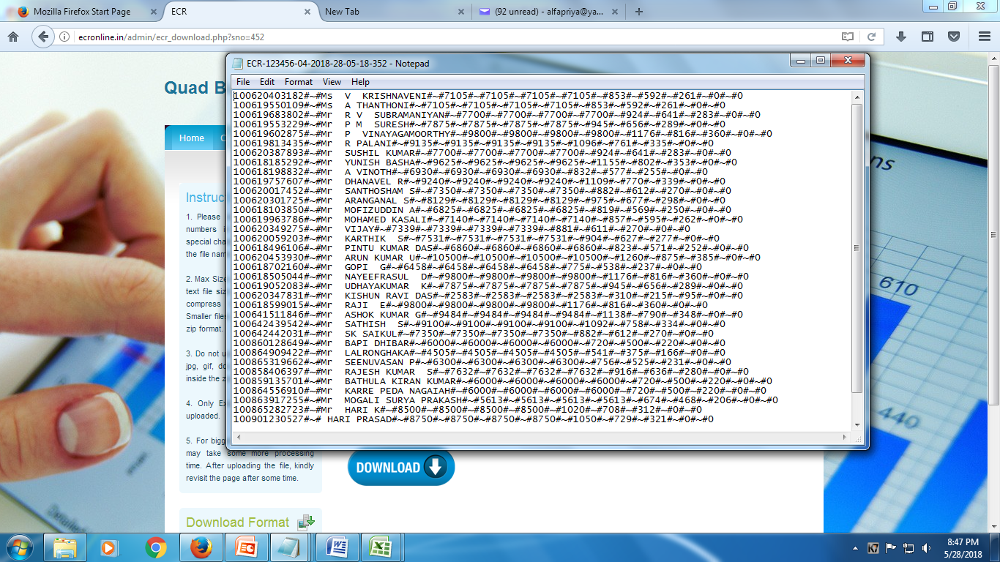 Mozilla Firefox Start Page
ECR
New Tab
(92 unread) - alfapriya@ya...
ecronline.in/admin/ecr_download.php?sno=452
ECR-123456-04-2018-28-05-18-352 - Notepad
File Edit Format View Help
Quad B
Home
100620403182#~#Ms  V  KRISHNAVENI#~#7105#~#7105#~#7105#~#7105#~#853#~#592#~#261#~#0#~#0
100619550109#~#Ms  A THANTHONI#~#7105#~#7105#~#7105#~#7105#~#853#~#592#~#261#~#0#~#0
100619683802#~#Mr  R V  SUBRAMANIYAN#~#7700#~#7700#~#7700#~#7700#~#924#~#641#~#283#~#0#~#0
100619553229#~#Mr  P M  SURESH#~#7875#~#7875#~#7875#~#7875#~#945#~#656#~#289#~#0#~#0
100619602875#~#Mr  P  VINAYAGAMOORTHY#~#9800#~#9800#~#9800#~#9800#~#1176#~#816#~#360#~#0#~#0
100619813435#~#Mr  R PALANI#~#9135#~#9135#~#9135#~#9135#~#1096#~#761#~#335#~#0#~#0
100620387893#~#Mr  SUSHIL KUMAR#~#7700#~#7700#~#7700#~#7700#~#924#~#641#~#283#~#0#~#0
100618185292#~#Mr  YUNISH BASHA#~#9625#~#9625#~#9625#~#9625#~#1155#~#802#~#353#~#0#~#0
100618198832#~#Mr  A VINOTH#~#6930#~#6930#~#6930#~#6930#~#832#~#577#~#255#~#0#~#0
100619757607#~#Mr  DHANAVEL R#~#9240#~#9240#~#9240#~#9240#~#1109#~#770#~#339#~#0#~#0
100620017452#~#Mr  SANTHOSHAM S#~#7350#~#7350#~#7350#~#7350#~#882#~#612#~#270#~#0#~#0
100620301725#~#Mr  ARANGANAL S#~#8129#~#8129#~#8129#~#8129#~#975#~#677#~#298#~#0#~#0
100618103850#~#Mr  MOFIZUDDIN A#~#6825#~#6825#~#6825#~#6825#~#819#~#569#~#250#~#0#~#0
100619963786#~#Mr  MOHAMED KASALI#~#7140#~#7140#~#7140#~#7140#~#857#~#595#~#262#~#0#~#0
100620349275#~#Mr  VIJAY#~#7339#~#7339#~#7339#~#7339#~#881#~#611#~#270#~#0#~#0
100620059203#~#Mr  KARTHIK  S#~#7531#~#7531#~#7531#~#7531#~#904#~#627#~#277#~#0#~#0
100618496106#~#Mr  PINTU KUMAR DAS#~#6860#~#6860#~#6860#~#6860#~#823#~#571#~#252#~#0#~#0
100620453930#~#Mr  ARUN KUMAR U#~#10500#~#10500#~#10500#~#10500#~#1260#~#875#~#385#~#0#~#0
100618702160#~#Mr  GOPI  G#~#6458#~#6458#~#6458#~#6458#~#775#~#538#~#237#~#0#~#0
100618505044#~#Mr  NAYEEFRASUL  D#~#9800#~#9800#~#9800#~#9800#~#1176#~#816#~#360#~#0#~#0
100619052083#~#Mr  UDHAYAKUMAR  K#~#7875#~#7875#~#7875#~#7875#~#945#~#656#~#289#~#0#~#0
100620347831#~#Mr  KISHUN RAVI DAS#~#2583#~#2583#~#2583#~#2583#~#310#~#215#~#95#~#0#~#0
100618599015#~#Mr  RAJI  E#~#9800#~#9800#~#9800#~#9800#~#1176#~#816#~#360#~#0#~#0
100641511846#~#Mr  ASHOK KUMAR G#~#9484#~#9484#~#9484#~#9484#~#1138#~#790#~#348#~#0#~#0
100642439542#~#Mr  SATHISH  S#~#9100#~#9100#~#9100#~#9100#~#1092#~#758#~#334#~#0#~#0
100642442031#~#Mr  SK SAIKUL#~#7350#~#7350#~#7350#~#7350#~#882#~#612#~#270#~#0#~#0
100860128649#~#Mr  BAPI DHIBAR#~#6000#~#6000#~#6000#~#6000#~#720#~#500#~#220#~#0#~#0
100864909422#~#Mr  LALRONGHAKA#~#4505#~#4505#~#4505#~#4505#~#541#~#375#~#166#~#0#~#0
100865319662#~#Mr  SEENUVASAN P#~#6300#~#6300#~#6300#~#6300#~#756#~#525#~#231#~#0#~#0
100858406397#~#Mr  RAJESH KUMAR  S#~#7632#~#7632#~#7632#~#7632#~#916#~#636#~#280#~#0#~#0
100859135701#~#Mr  BATHULA KIRAN KUMAR#~#6000#~#6000#~#6000#~#6000#~#720#~#500#~#220#~#0#~#0
100864556910#~#Mr  KARRE PEDA NAGAIAH#~#6000#~#6000#~#6000#~#6000#~#720#~#500#~#220#~#0#~#0
100863917255#~#Mr  MOGALI SURYA PRAKASH#~#5613#~#5613#~#5613#~#5613#~#674#~#468#~#206#~#0#~#0
100865282723#~#Mr  HARI K#~#8500#~#8500#~#8500#~#8500#~#1020#~#708#~#312#~#0#~#0
100901230527#~# HARI PRASAD#~#8750#~#8750#~#8750#~#8750#~#1050#~#729#~#321#~#0#~#0
Instruc
1. Please
numbers
special cha
the file nam
2. Max Size
text file siz
compress
Smaller files
zip format.
3. Do not u
jpg, gif, do
inside the z
4. Only Ex
uploaded.
5. For bigg
may take some more processing
time. After uploading the file, kindly
revisit the page after some time.
DOWNLOAD
Download Format
ons
610
440
8:47 PM
5/28/2018